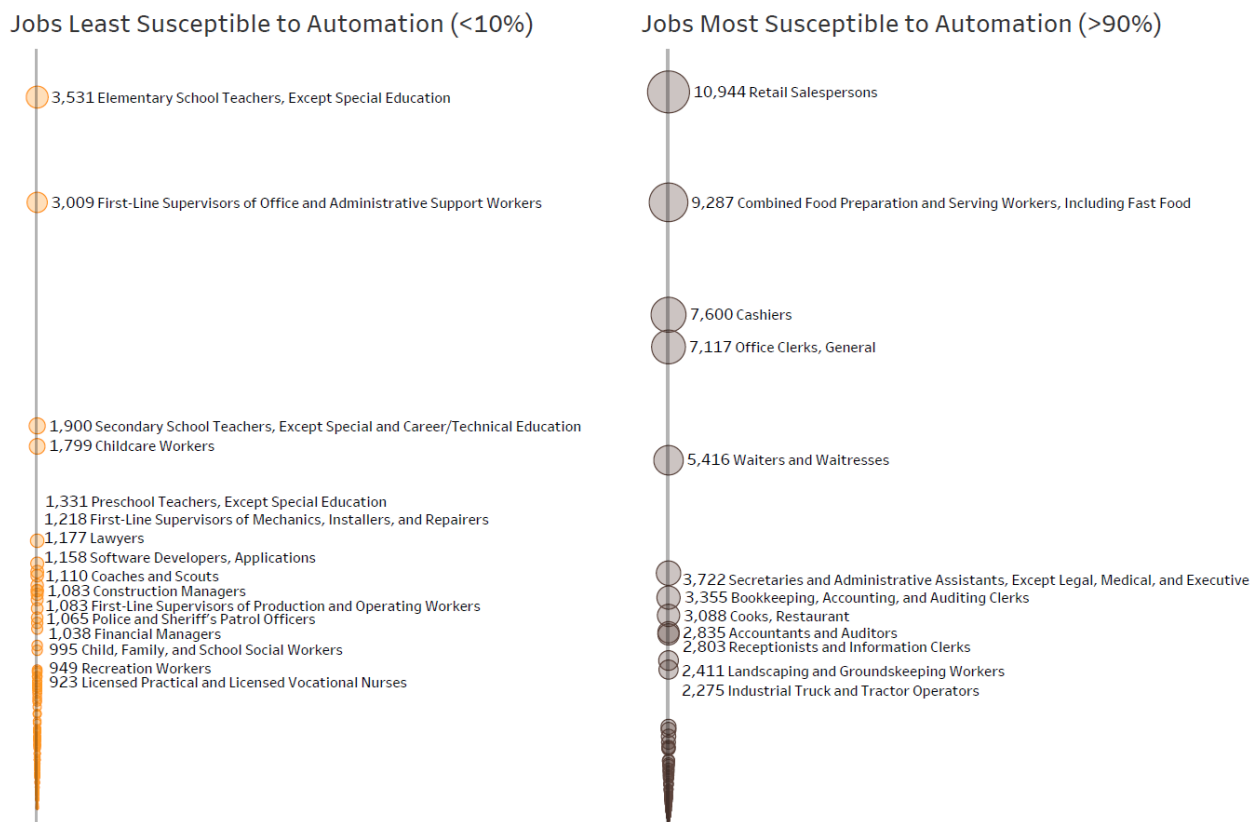 Jobs Least Susceptible to Automation (<10%)
3,531 Elementary School Teachers, Except Special Education
3,009 First-Line Supervisors of Office and Administrative Support Workers
1,900 Secondary School Teachers, Except Special and Career/Technical Education
1,799 Childcare Workers
1,331 Preschool Teachers, Except Special Education
1,218 First-Line Supervisors of Mechanics, Installers, and Repairers
1,177 Lawyers
1,158 Software Developers, Applications
1,110 Coaches and Scouts
1,083 Construction Managers
1,083 First-Line Supervisors of Production and Operating Workers
1,065 Police and Sheriff's Patrol Officers
1,038 Financial Managers
995 Child, Family, and School Social Workers
949 Recreation Workers
923 Licensed Practical and Licensed Vocational Nurses
Jobs Most Susceptible to Automation (>90%)
10,944 Retail Salespersons
9,287 Combined Food Preparation and Serving Workers, Including Fast Food
7,600 Cashiers
7,117 Office Clerks, General
5,416 Waiters and Waitresses
3,722 Secretaries and Administrative Assistants, Except Legal, Medical, and Executive
3,355 Bookkeeping, Accounting, and Auditing Clerks
3,088 Cooks, Restaurant
2,835 Accountants and Auditors
2,803 Receptionists and Information Clerks
2,411 Landscaping and Groundskeeping Workers
2,275 Industrial Truck and Tractor Operators